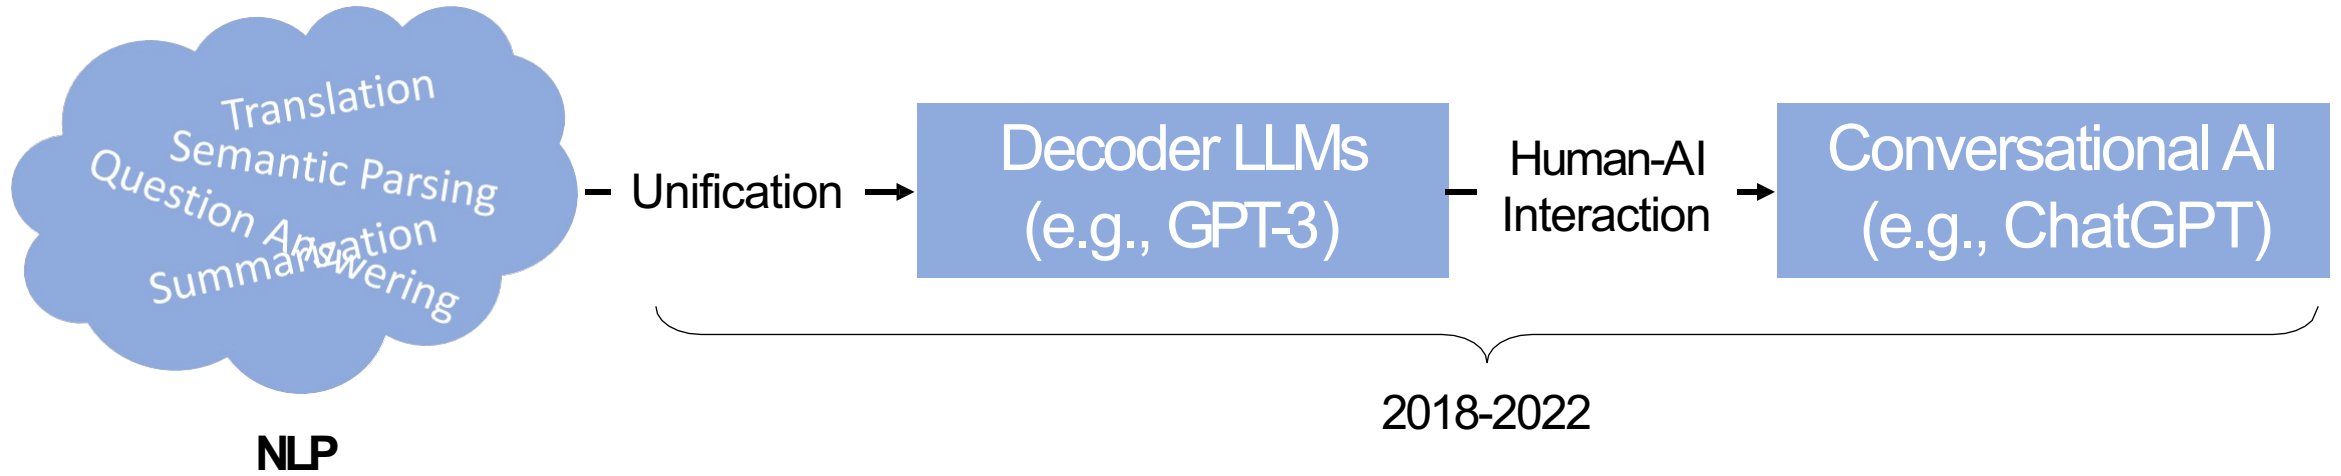 Translation
Semantic Parsing
Question Answering
Summarization
NLP
Unification
Decoder LLMs
(e.g., GPT-3)
Human-AI
Interaction
Conversational AI
(e.g., ChatGPT)
2018-2022